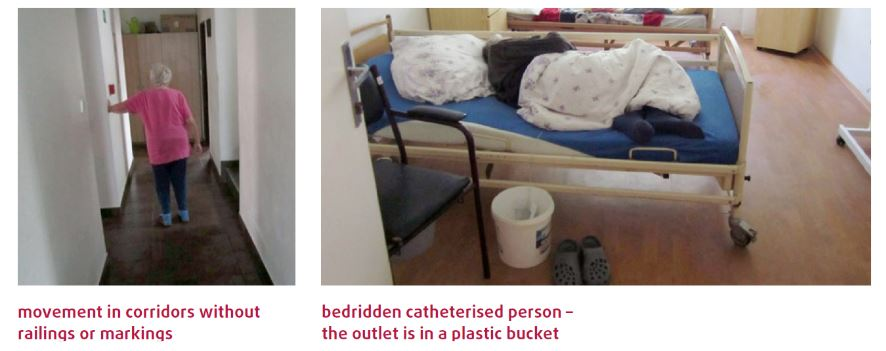 movement in corridors without
railings or markings
bedridden catheterised person –
the outlet is in a plastic bucket